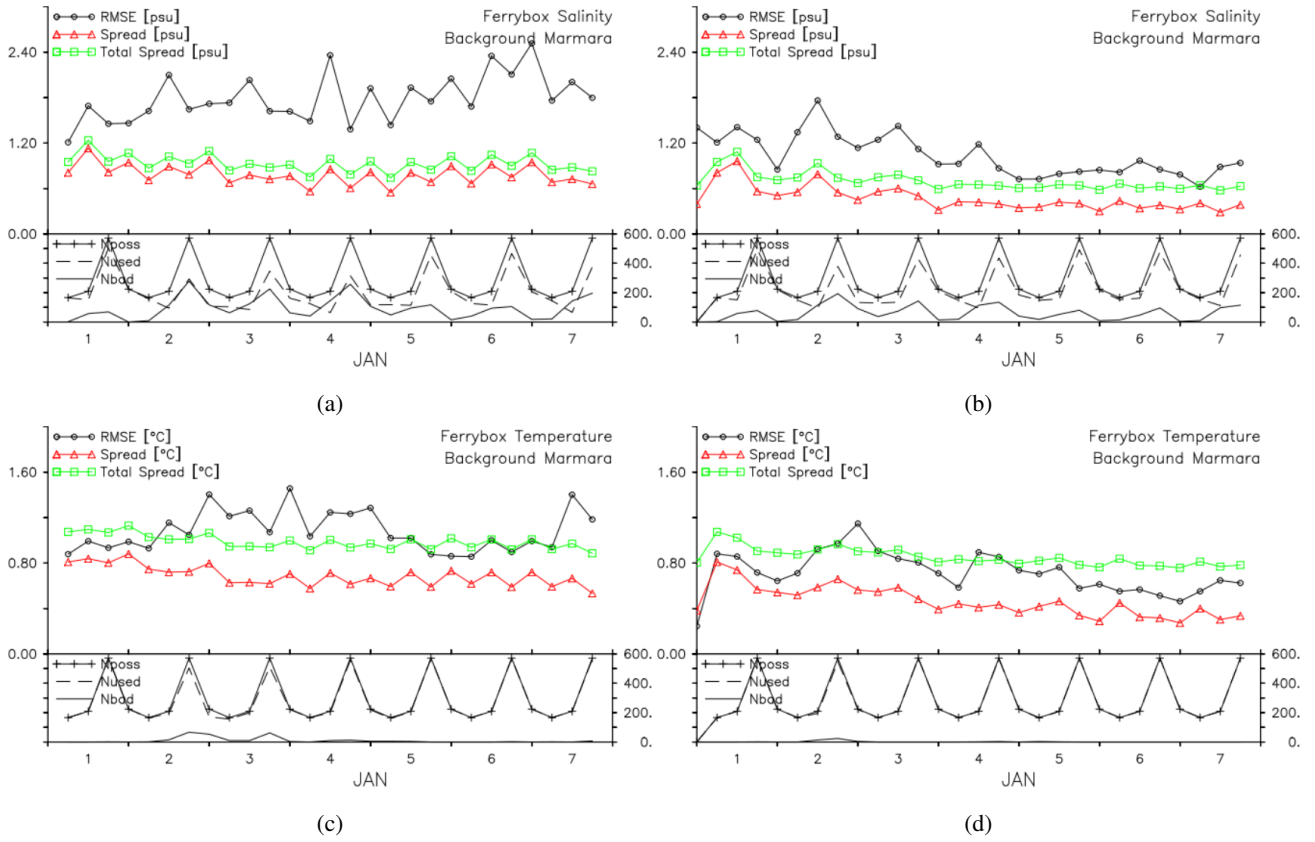 (a)
RMSE [psu]
Spread [psu]
Total Spread [psu]
Ferrybox Salinity
Background Marmara
2.40
1.20
0.00
Nposs
Nused
Nbad
600.
400.
200.
0.
1 2 3 4 5 6 7
JAN
(b)
RMSE [psu]
Spread [psu]
Total Spread [psu]
Ferrybox Salinity
Background Marmara
2.40
1.20
0.00
Nposs
Nused
Nbad
600.
400.
200.
0.
1 2 3 4 5 6 7
JAN
(a)
(b)
RMSE [°C]
Spread [°C]
Total Spread [°C]
Ferrybox Temperature
Background Marmara
1.60
0.80
0.00
Nposs
Nused
Nbad
600.
400.
200.
0.
1 2 3 4 5 6 7
JAN
RMSE [°C]
Spread [°C]
Total Spread [°C]
Ferrybox Temperature
Background Marmara
1.60
0.80
0.00
Nposs
Nused
Nbad
600.
400.
200.
0.
1 2 3 4 5 6 7
JAN
(c)
(d)